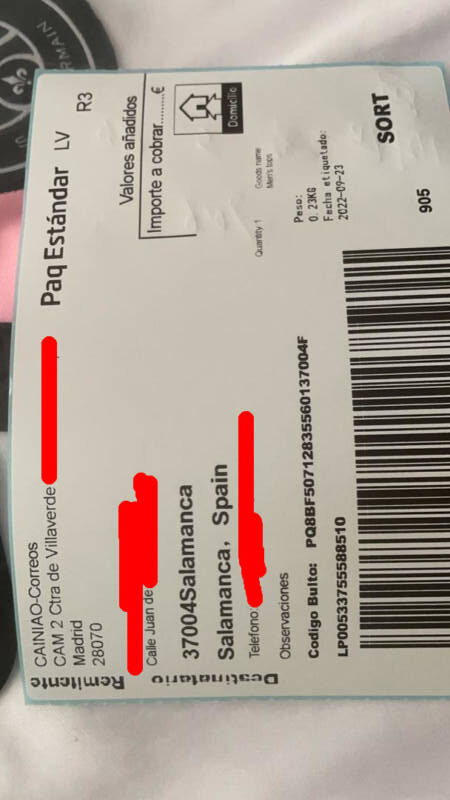 Remitente
CAINIAO-Correos
CAM 2 Ctra de Villaverde
Madrid
28070
Paq Estándar LV R3
Valores añadidos
Importe a cobrar.........€
Domicilio
Destinatario
Calle Juan de
37004Salamanca
Salamanca, Spain
Telefono:
Observaciones
Quantity 1 Goods name
Men's tops
Peso:
0.23KG
Fecha etiquetado:
2022-09-23
Codigo Bulto: PQ8BF50712835560137004F
LP00533755588510
SORT
905